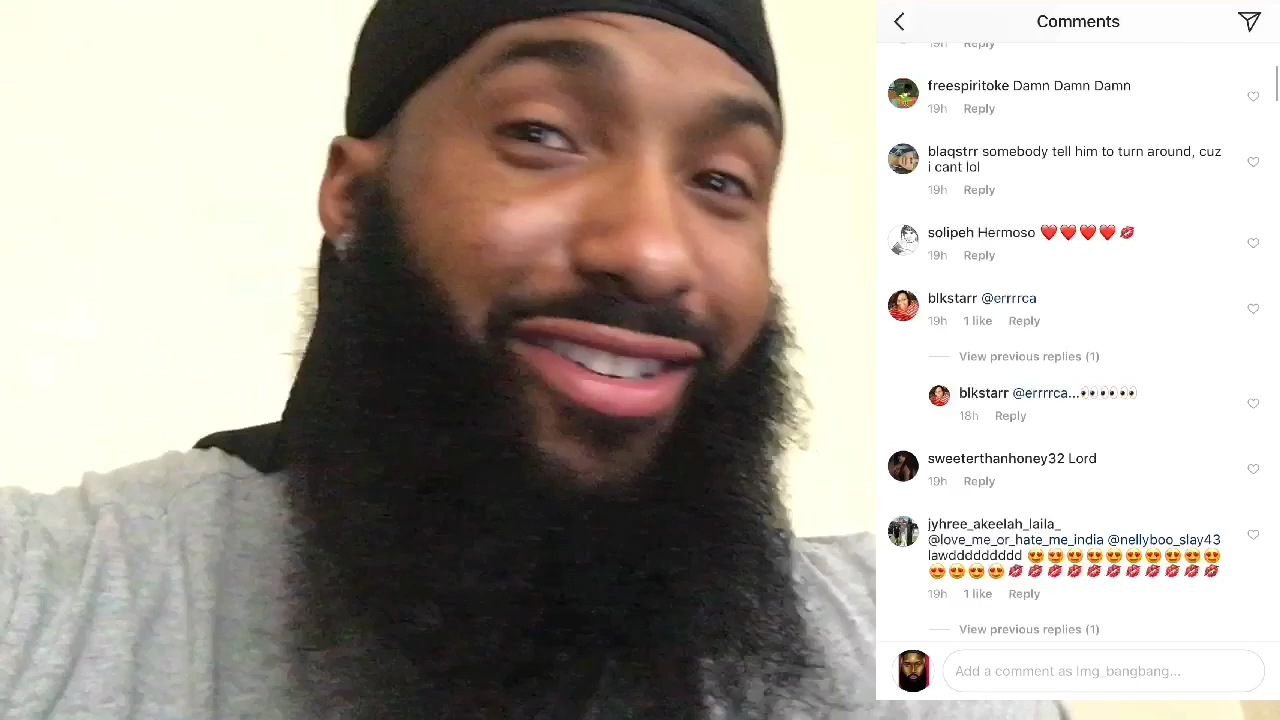 Comments
19h Reply
freespiritoke Damn Damn Damn
19h Reply
blaqstrr somebody tell him to turn around, cuz
i cant lol
19h Reply
solipeh Hermoso ❤️❤️❤️❤️💋
19h Reply
blkstarr @errrrca
19h 1 like Reply
View previous replies (1)
blkstarr @errrrca...👀👀👀
18h Reply
sweeterthanhoney32 Lord
19h Reply
jyhree_akeelah_laila_
@love_me_or_hate_me_india @nellyboo_slay43
lawddddddddd 😍😍😍😍😍😍😍😍😍😍
😍😍😍😍💋💋💋💋💋💋💋💋💋💋💋
19h 1 like Reply
View previous replies (1)
Add a comment as lmg_bangbang...